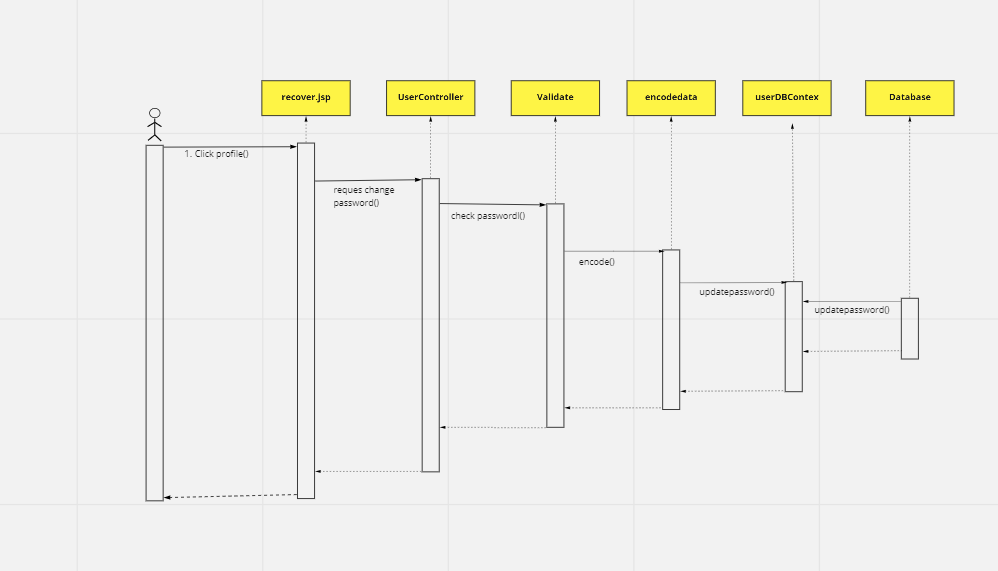 recover.jsp
UserController
Validate
encodedata
userDBContex
Database
1. Click profile()
reques change
password()
check passwordl()
encode()
updatepassword()
updatepassword()